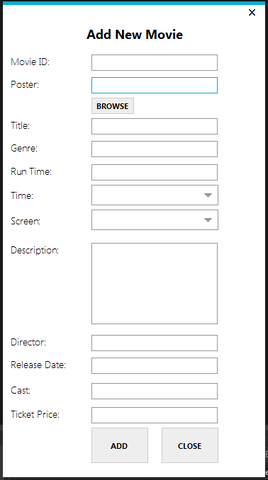 Add New Movie
Movie ID:
Poster:
BROWSE
Title:
Genre:
Run Time:
Time:
Screen:
Description:
Director:
Release Date:
Cast:
Ticket Price:
ADD CLOSE